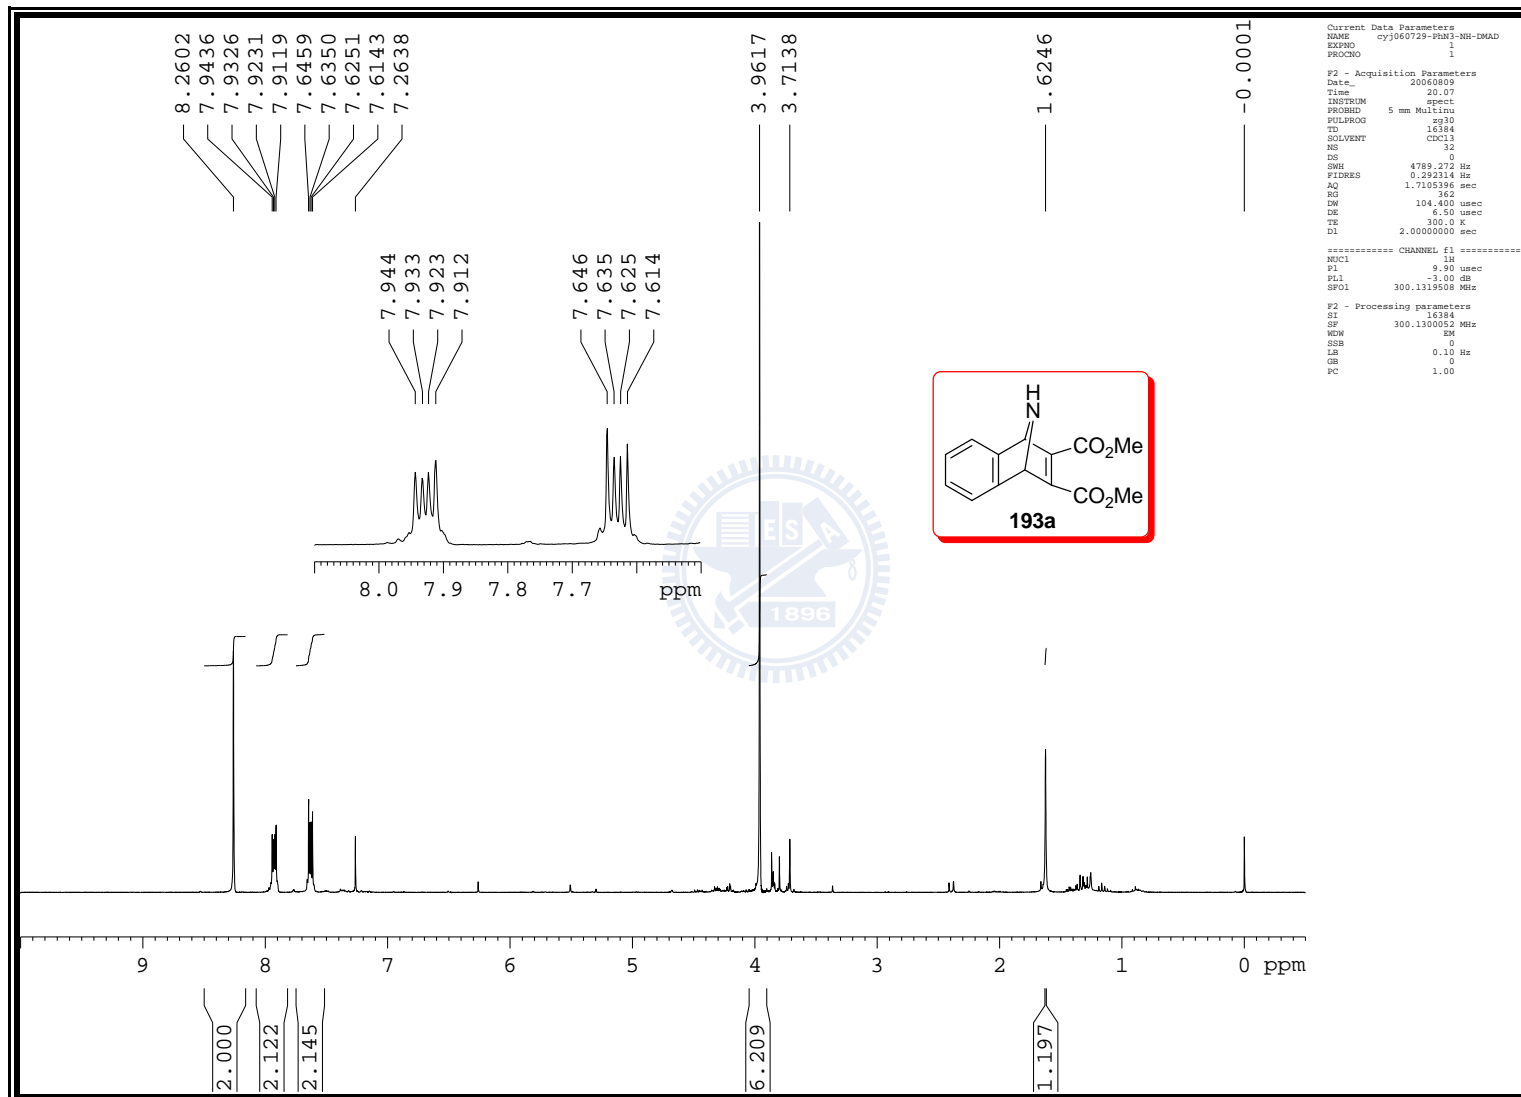 8.2602
7.9436
7.9326
7.9231
7.9119
7.6459
7.6350
7.6251
7.6143
7.2638
3.9617
3.7138
1.6246
-0.0001
Current Data Parameters
NAME cyj060729-PhN3-NH-DMAD
EXPNO 1
PROCNO 1
F2 - Acquisition Parameters
Date_ 20060809
Time 20.07
INSTRUM spect
PROBHD 5 mm Multinu
PULPROG zg30
TD 16384
SOLVENT CDCl3
NS 32
DS 0
SWH 4789.272 Hz
FIDRES 0.292314 Hz
AQ 1.7105396 sec
RG 362
DW 104.400 usec
DE 6.50 usec
TE 300.0 K
D1 2.00000000 sec
============ CHANNEL f1 ===========
NUC1 1H
P1 9.90 usec
PL1 -3.00 dB
SFO1 300.1319508 MHz
F2 - Processing parameters
SI 16384
SF 300.1300052 MHz
WDW EM
SSB 0
LB 0.10 Hz
GB 0
PC 1.00
7.944
7.933
7.923
7.912
7.646
7.635
7.625
7.614
8.0 7.9 7.8 7.7 ppm
H
N
CO2Me
CO2Me
193a
E S A
1896
9 8 7 6 5 4 3 2 1 0 ppm
2.000
2.122
2.145
6.209
1.197